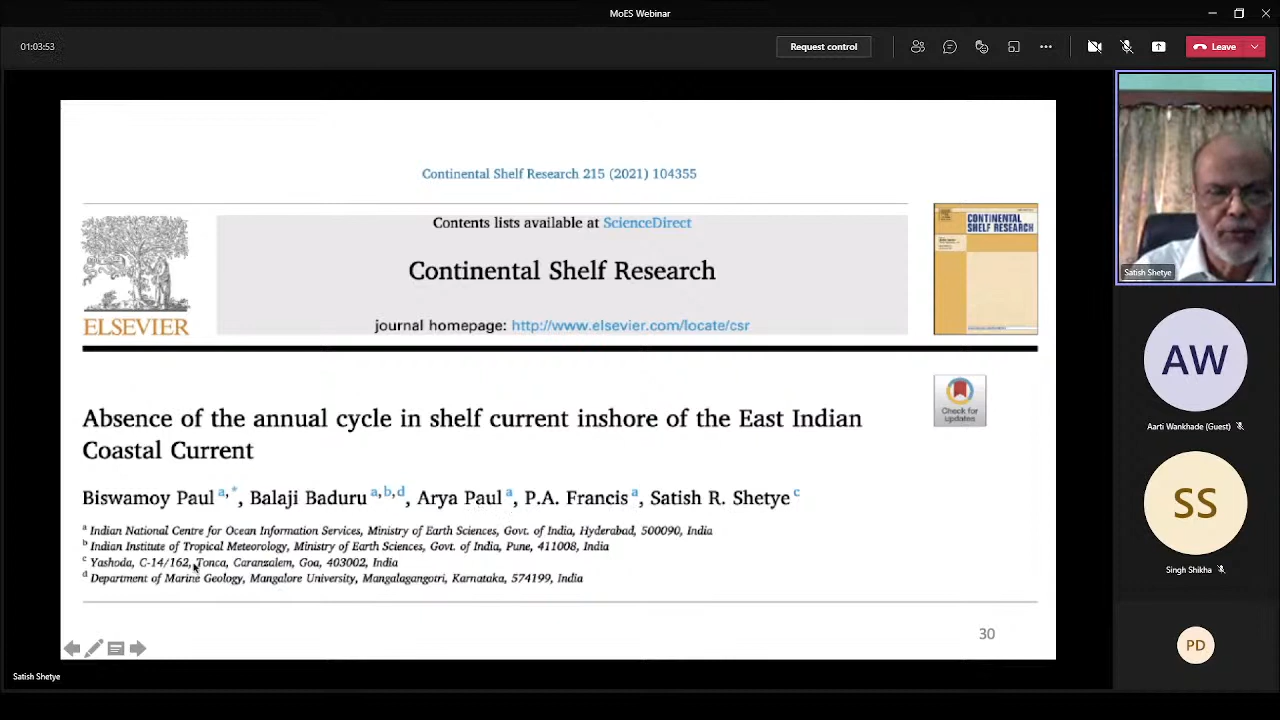 MoES Webinar
01:03:53
Request control
Leave
Continental Shelf Research 215 (2021) 104355
Contents lists available at ScienceDirect
Continental Shelf Research
journal homepage: http://www.elsevier.com/locate/csr
ELSEVIER
CONTINENTAL
SHELF RESEARCH
Check for
updates
Absence of the annual cycle in shelf current inshore of the East Indian
Coastal Current
Biswamoy Paul a,*, Balaji Baduru a,b,d, Arya Paul a, P.A. Francis a, Satish R. Shetye c
a Indian National Centre for Ocean Information Services, Ministry of Earth Sciences, Govt. of India, Hyderabad, 500090, India
b Indian Institute of Tropical Meteorology, Ministry of Earth Sciences, Govt. of India, Pune, 411008, India
c Yashoda, C-14/162, Tonca, Caranzalem, Goa, 403002, India
d Department of Marine Geology, Mangalore University, Mangalagangotri, Karnataka, 574199, India
30
Satish Shetye
Satish Shetye
AW
Aarti Wankhade (Guest)
SS
Singh Shikha
PD